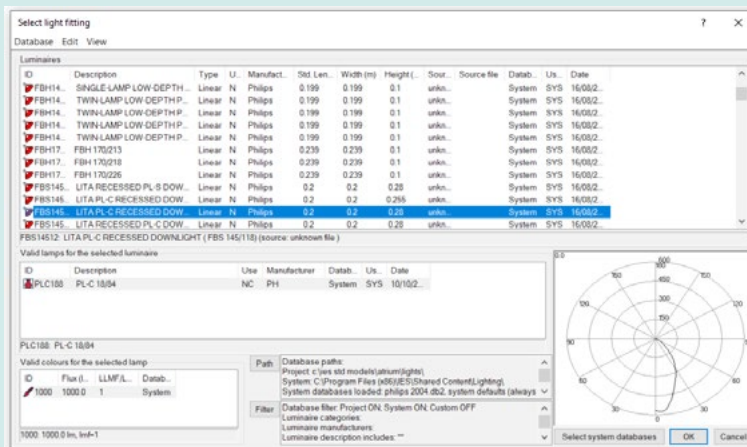 Select light fitting
Database Edit View
Luminaires
ID Description Type U.. Manufact... Std. Len... Width (m) Height (... Sour... Source file Datab... Us... Date
FBH14... SINGLE-LAMP LOW-DEPTH ... Linear N Philips 0.199 0.199 0.1 unkn... System SYS 16/08/2...
FBH14... TWIN-LAMP LOW-DEPTH P... Linear N Philips 0.199 0.199 0.1 unkn... System SYS 16/08/2...
FBH14... TWIN-LAMP LOW-DEPTH P... Linear N Philips 0.199 0.199 0.1 unkn... System SYS 16/08/2...
FBH14... TWIN-LAMP LOW-DEPTH P... Linear N Philips 0.199 0.199 0.1 unkn... System SYS 16/08/2...
FBH14... TWIN-LAMP LOW-DEPTH P... Linear N Philips 0.199 0.199 0.1 unkn... System SYS 16/08/2...
FBH17... FBH 170/213 Linear N Philips 0.239 0.239 0.1 unkn... System SYS 16/08/2...
FBH17... FBH 170/218 Linear N Philips 0.239 0.239 0.1 unkn... System SYS 16/08/2...
FBH17... FBH 170/226 Linear N Philips 0.239 0.239 0.1 unkn... System SYS 16/08/2...
FBS145... LITA RECESSED PL-S DOW... Linear N Philips 0.2 0.2 0.28 unkn... System SYS 16/08/2...
FBS145... LITA PL-C RECESSED DOW... Linear N Philips 0.2 0.2 0.255 unkn... System SYS 16/08/2...
FBS145... LITA PL-C RECESSED DOW... Linear N Philips 0.2 0.2 0.28 unkn... System SYS 16/08/2...
FBS145... LITA RECESSED PL-C DOW... Linear N Philips 0.2 0.2 0.28 unkn... System SYS 16/08/2...
FBS14512: LITA PL-C RECESSED DOWNLIGHT ( FBS 145/118) (source: unknown file )
Valid lamps for the selected luminaire
ID Description Use Manufacturer Datab... Us... Date
PLC188 PL-C 18/84 NC PH System SYS 10/10/2...
PLC188: PL-C 18/84
Valid colours for the selected lamp
ID Flux (l... LLMF/L... Datab...
1000 1000.0 1 System
1000: 1000.0 lm, lmf=1
Path
Database paths:
Project: c:\ies std models\atrium\lights\
System: C:\Program Files (x86)\IES\Shared Content\Lighting\
System databases loaded: philips 2004.db2, system defaults (always
Filter
Database filter: Project ON; System ON; Custom OFF
Luminaire categories:
Luminaire manufacturers:
Luminaire description includes: ""
0.0
600
450
300
150
150
150
120
120
90
90
60
60
30
30
0
Select system databases OK Cancel